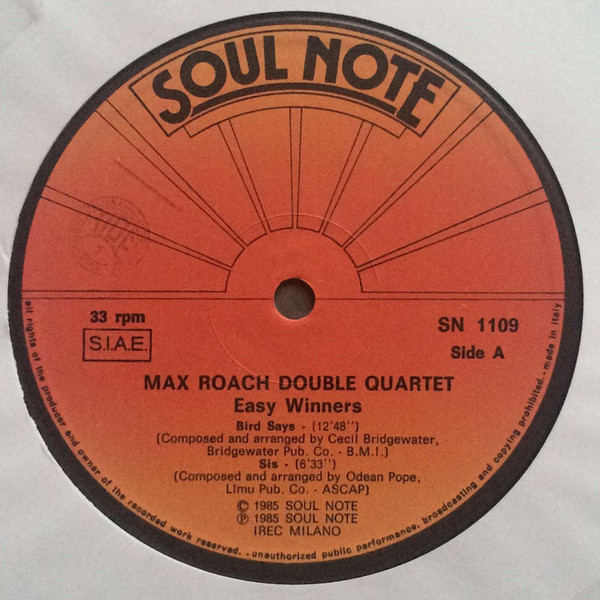 SOUL NOTE
33 rpm
S.I.A.E.
SN 1109
Side A
MAX ROACH DOUBLE QUARTET
Easy Winners
Bird Says - (12'48'')
(Composed and arranged by Cecil Bridgewater,
Bridgewater Pub. Co. - B.M.I.)
Sis - (6'33'')
(Composed and arranged by Odean Pope,
Limu Pub. Co. - ASCAP)
© 1985 SOUL NOTE
℗ 1985 SOUL NOTE
IREC MILANO
all rights of the producer and owner of the recorded work reserved. - unauthorized public performance, broadcasting and copying prohibited. - made in italy